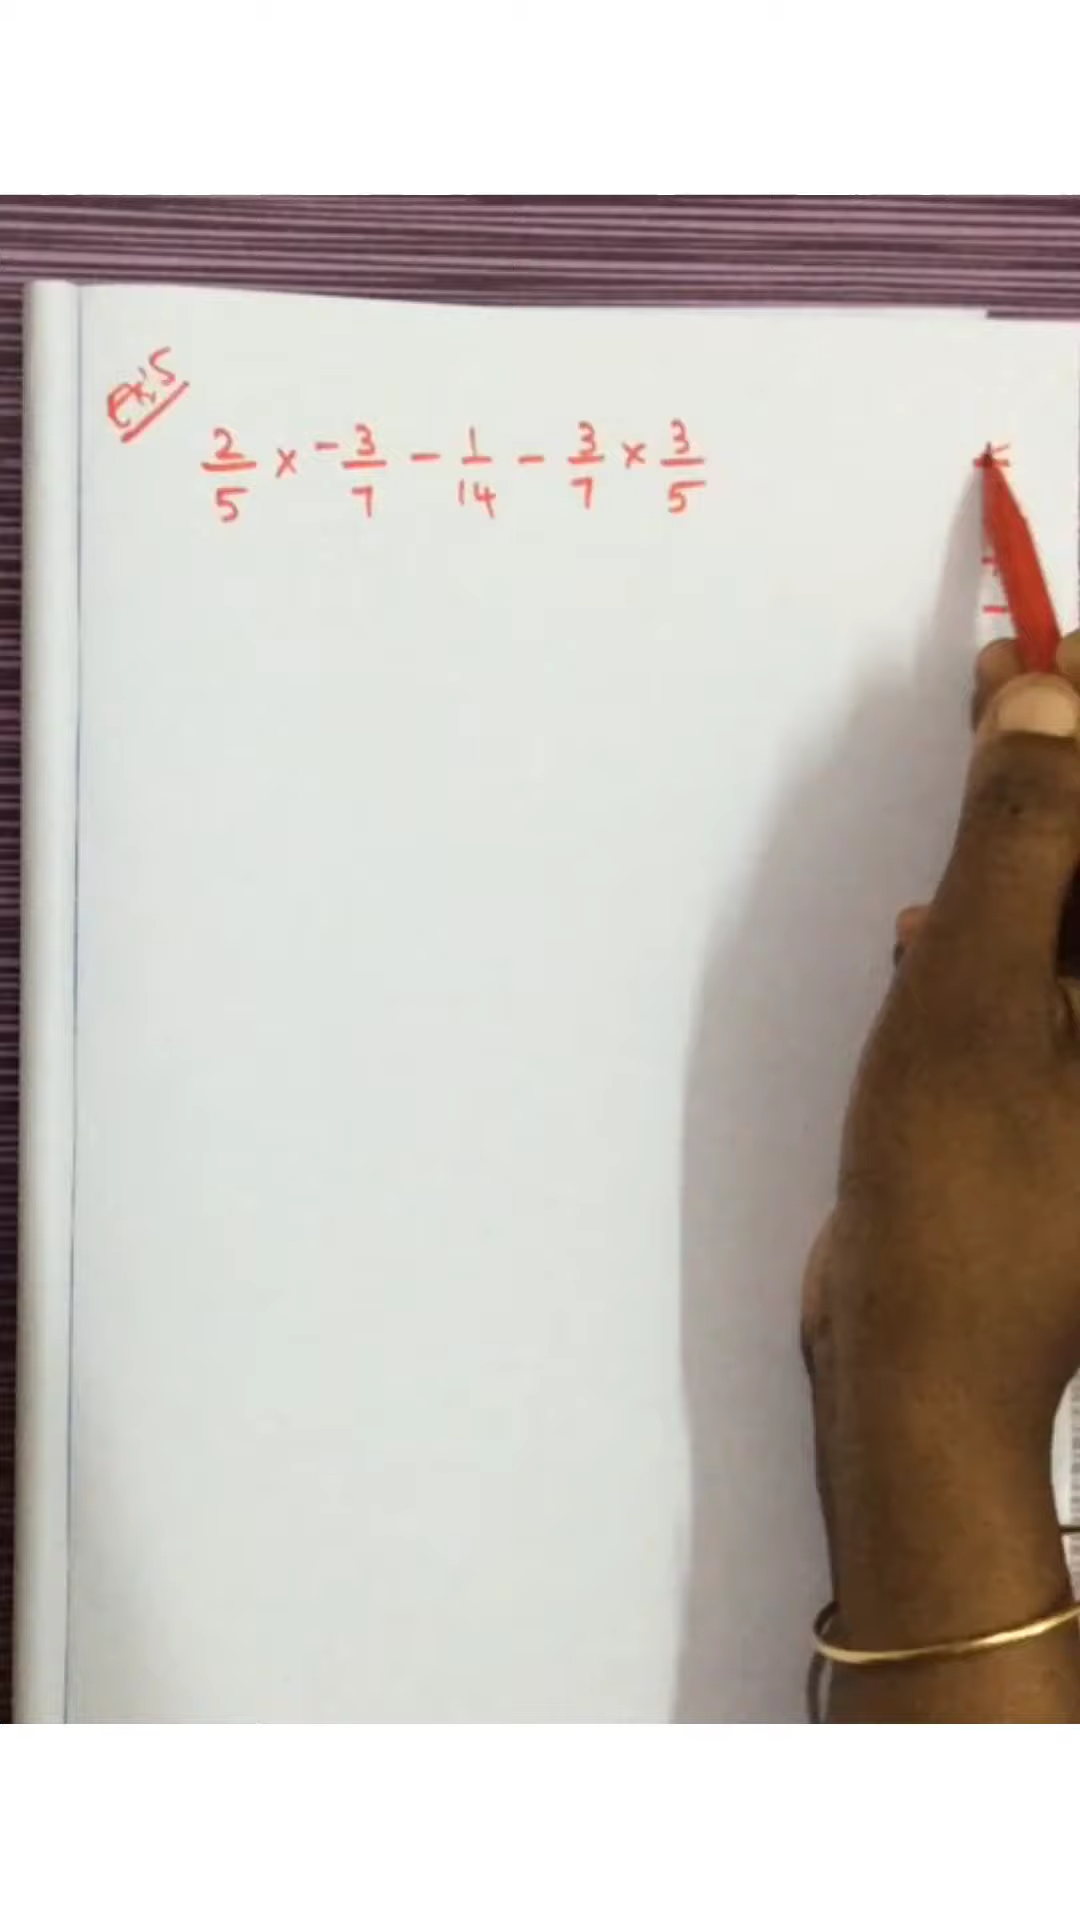 Ex:5
2/5 × -3/7 - 1/14 - 3/7 × 3/5
+
-